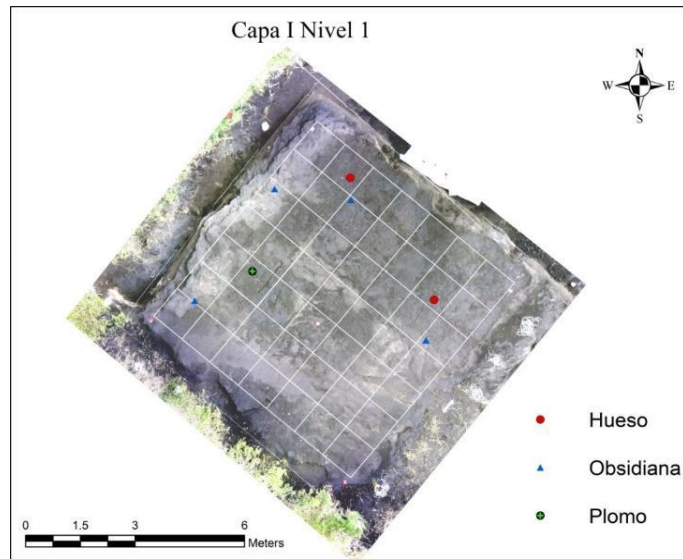 Capa I Nivel 1
N
W E
S
Hueso
Obsidiana
Plomo
0 1.5 3 6
Meters